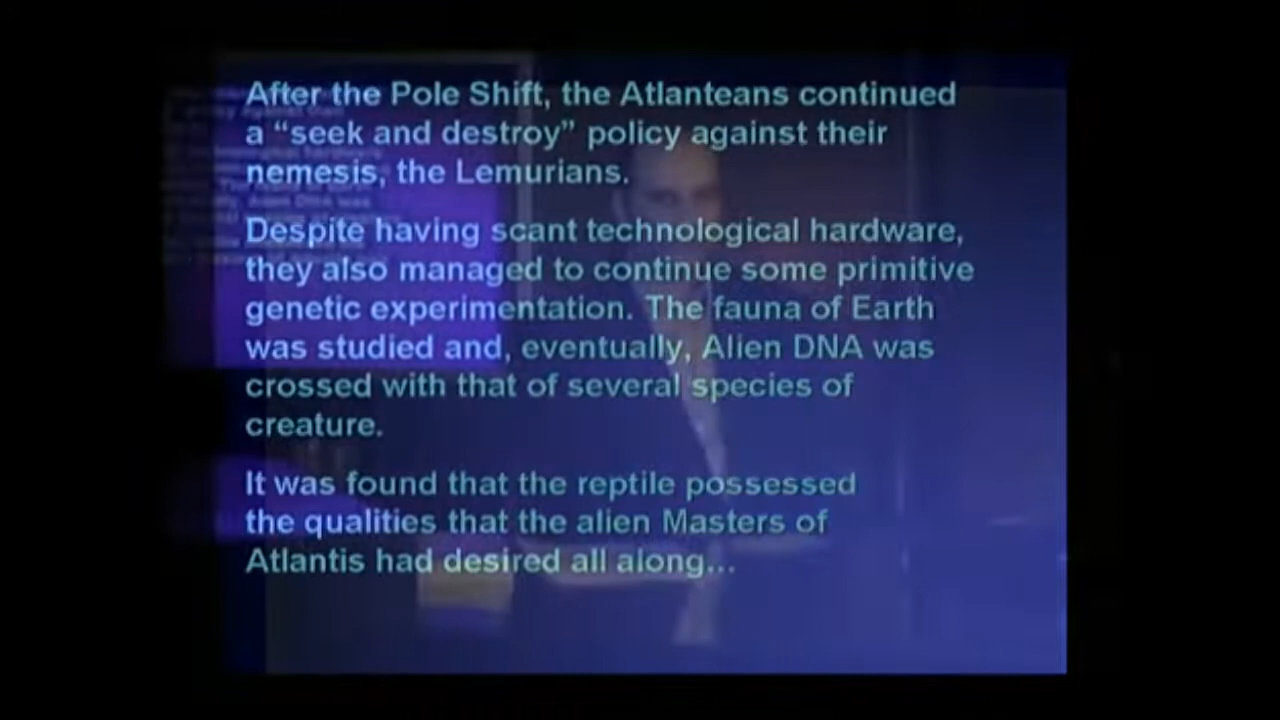 After the Pole Shift, the Atlanteans continued
a “seek and destroy” policy against their
nemesis, the Lemurians.
Despite having scant technological hardware,
they also managed to continue some primitive
genetic experimentation. The fauna of Earth
was studied and, eventually, Alien DNA was
crossed with that of several species of
creature.
It was found that the reptile possessed
the qualities that the alien Masters of
Atlantis had desired all along...